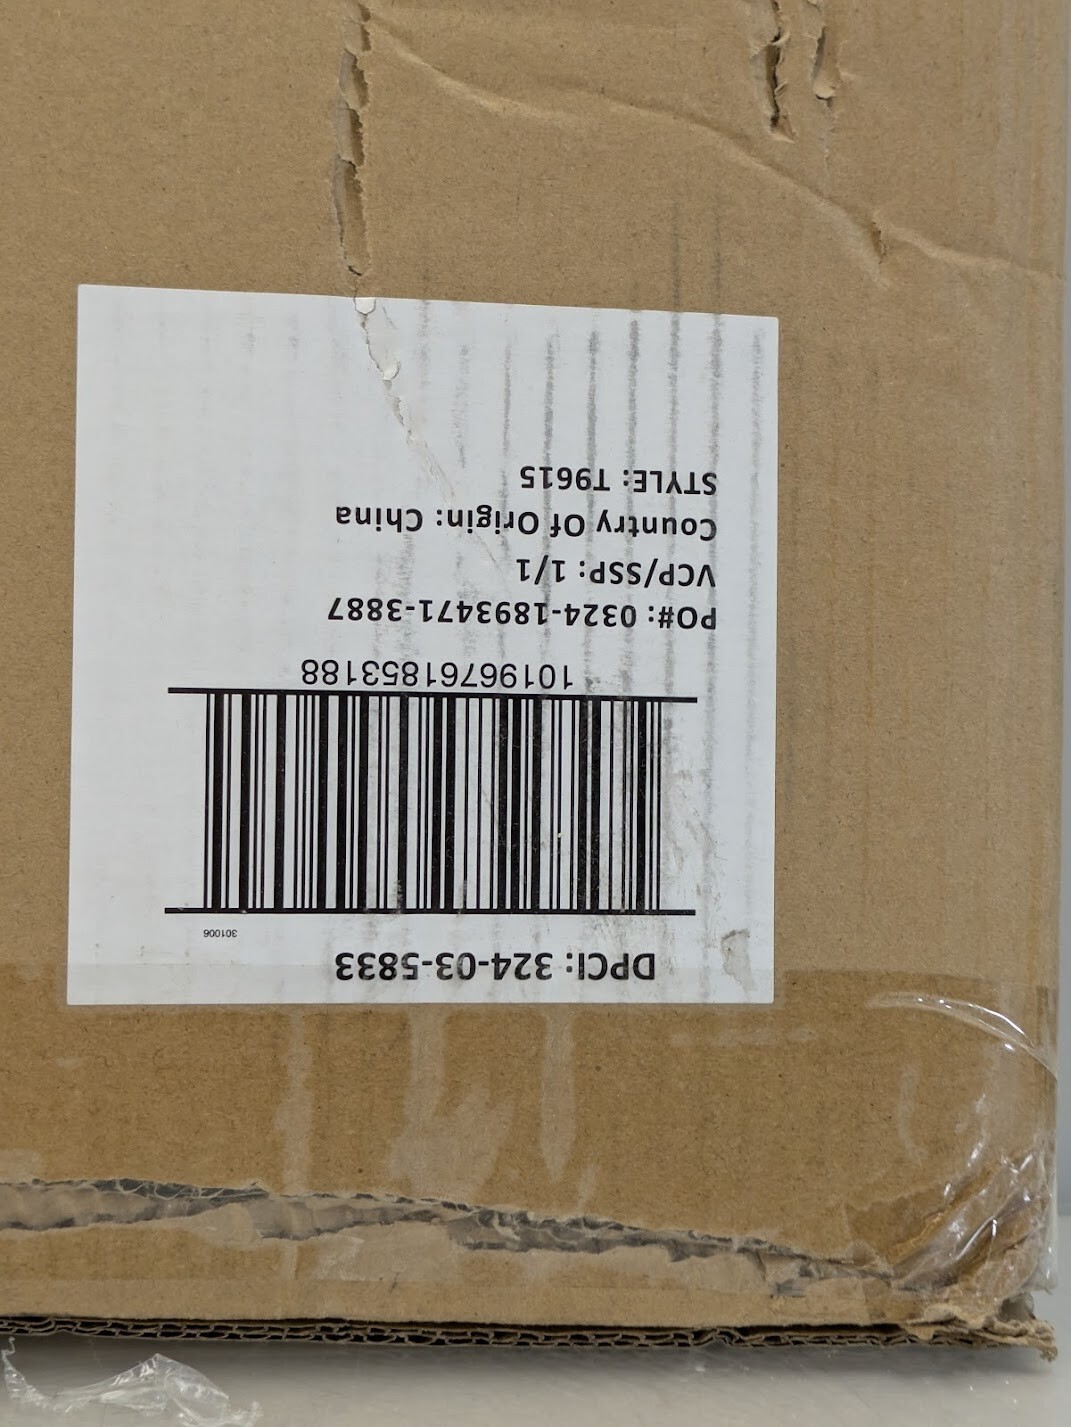 DPCI: 324-03-5833
301006
10196761853188
PO#: 0324-1893471-3887
VCP/SSP: 1/1
Country Of Origin: China
STYLE: T9615